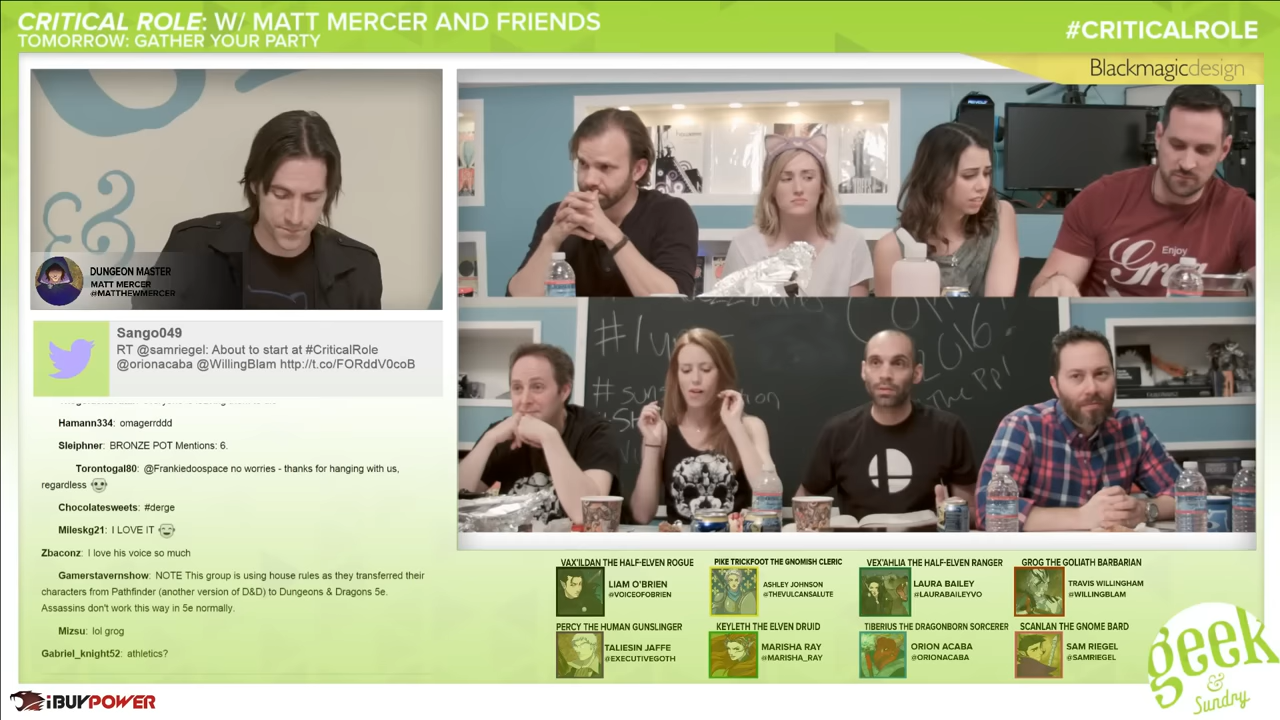 CRITICAL ROLE: W/ MATT MERCER AND FRIENDS
TOMORROW: GATHER YOUR PARTY
#CRITICALROLE
Blackmagicdesign
DUNGEON MASTER
MATT MERCER
@MATTHEWMERCER
Enjoy
Grog
Sango049
RT @samriegel: About to start at #CriticalRole
@orionacaba @WillingBlam http://t.co/FORddV0coB
Hamann334: omagerrddd
Sleiphner: BRONZE POT Mentions: 6.
Torontogal80: @Frankiedoospace no worries - thanks for hanging with us,
regardless
Chocolatesweets: #derge
Mileskg21: I LOVE IT
Zbaconz: I love his voice so much
Gamerstavernshow: NOTE This group is using house rules as they transferred their
characters from Pathfinder (another version of D&D) to Dungeons & Dragons 5e.
Assassins don't work this way in 5e normally.
Mizsu: lol grog
Gabriel_knight52: athletics?
VAX'ILDAN THE HALF-ELVEN ROGUE
LIAM O'BRIEN
@VOICEOFOBRIEN
PIKE TRICKFOOT THE GNOMISH CLERIC
ASHLEY JOHNSON
@THEVULCANSALUTE
VEX'AHLIA THE HALF-ELVEN RANGER
LAURA BAILEY
@LAURABAILEYVO
GROG THE GOLIATH BARBARIAN
TRAVIS WILLINGHAM
@WILLINGBLAM
PERCY THE HUMAN GUNSLINGER
TALIESIN JAFFE
@EXECUTIVEGOTH
KEYLETH THE ELVEN DRUID
MARISHA RAY
@MARISHA_RAY
TIBERIUS THE DRAGONBORN SORCERER
ORION ACABA
@ORIONACABA
SCANLAN THE GNOME BARD
SAM RIEGEL
@SAMRIEGEL
geek
&
Sundry
iBUYPOWER